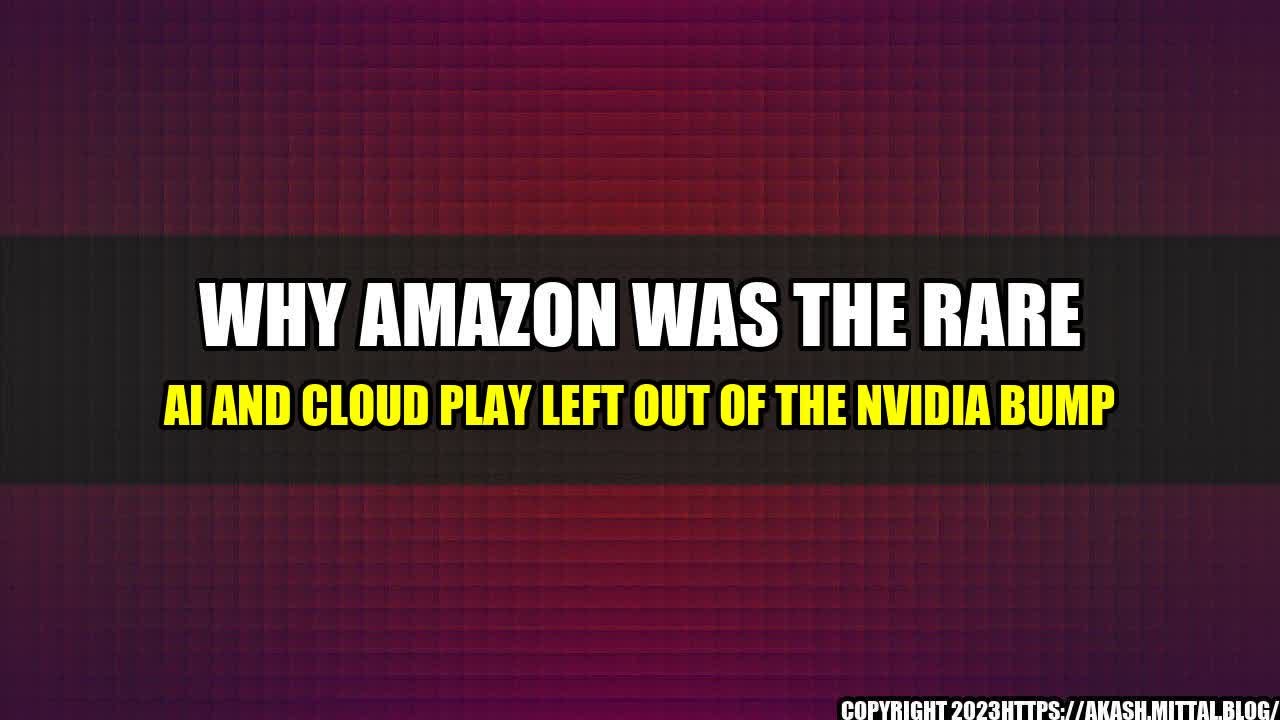 WHY AMAZON WAS THE RARE
AI AND CLOUD PLAY LEFT OUT OF THE NVIDIA BUMP
COPYRIGHT 2023HTTPS://AKASH.MITTAL.BLOG/